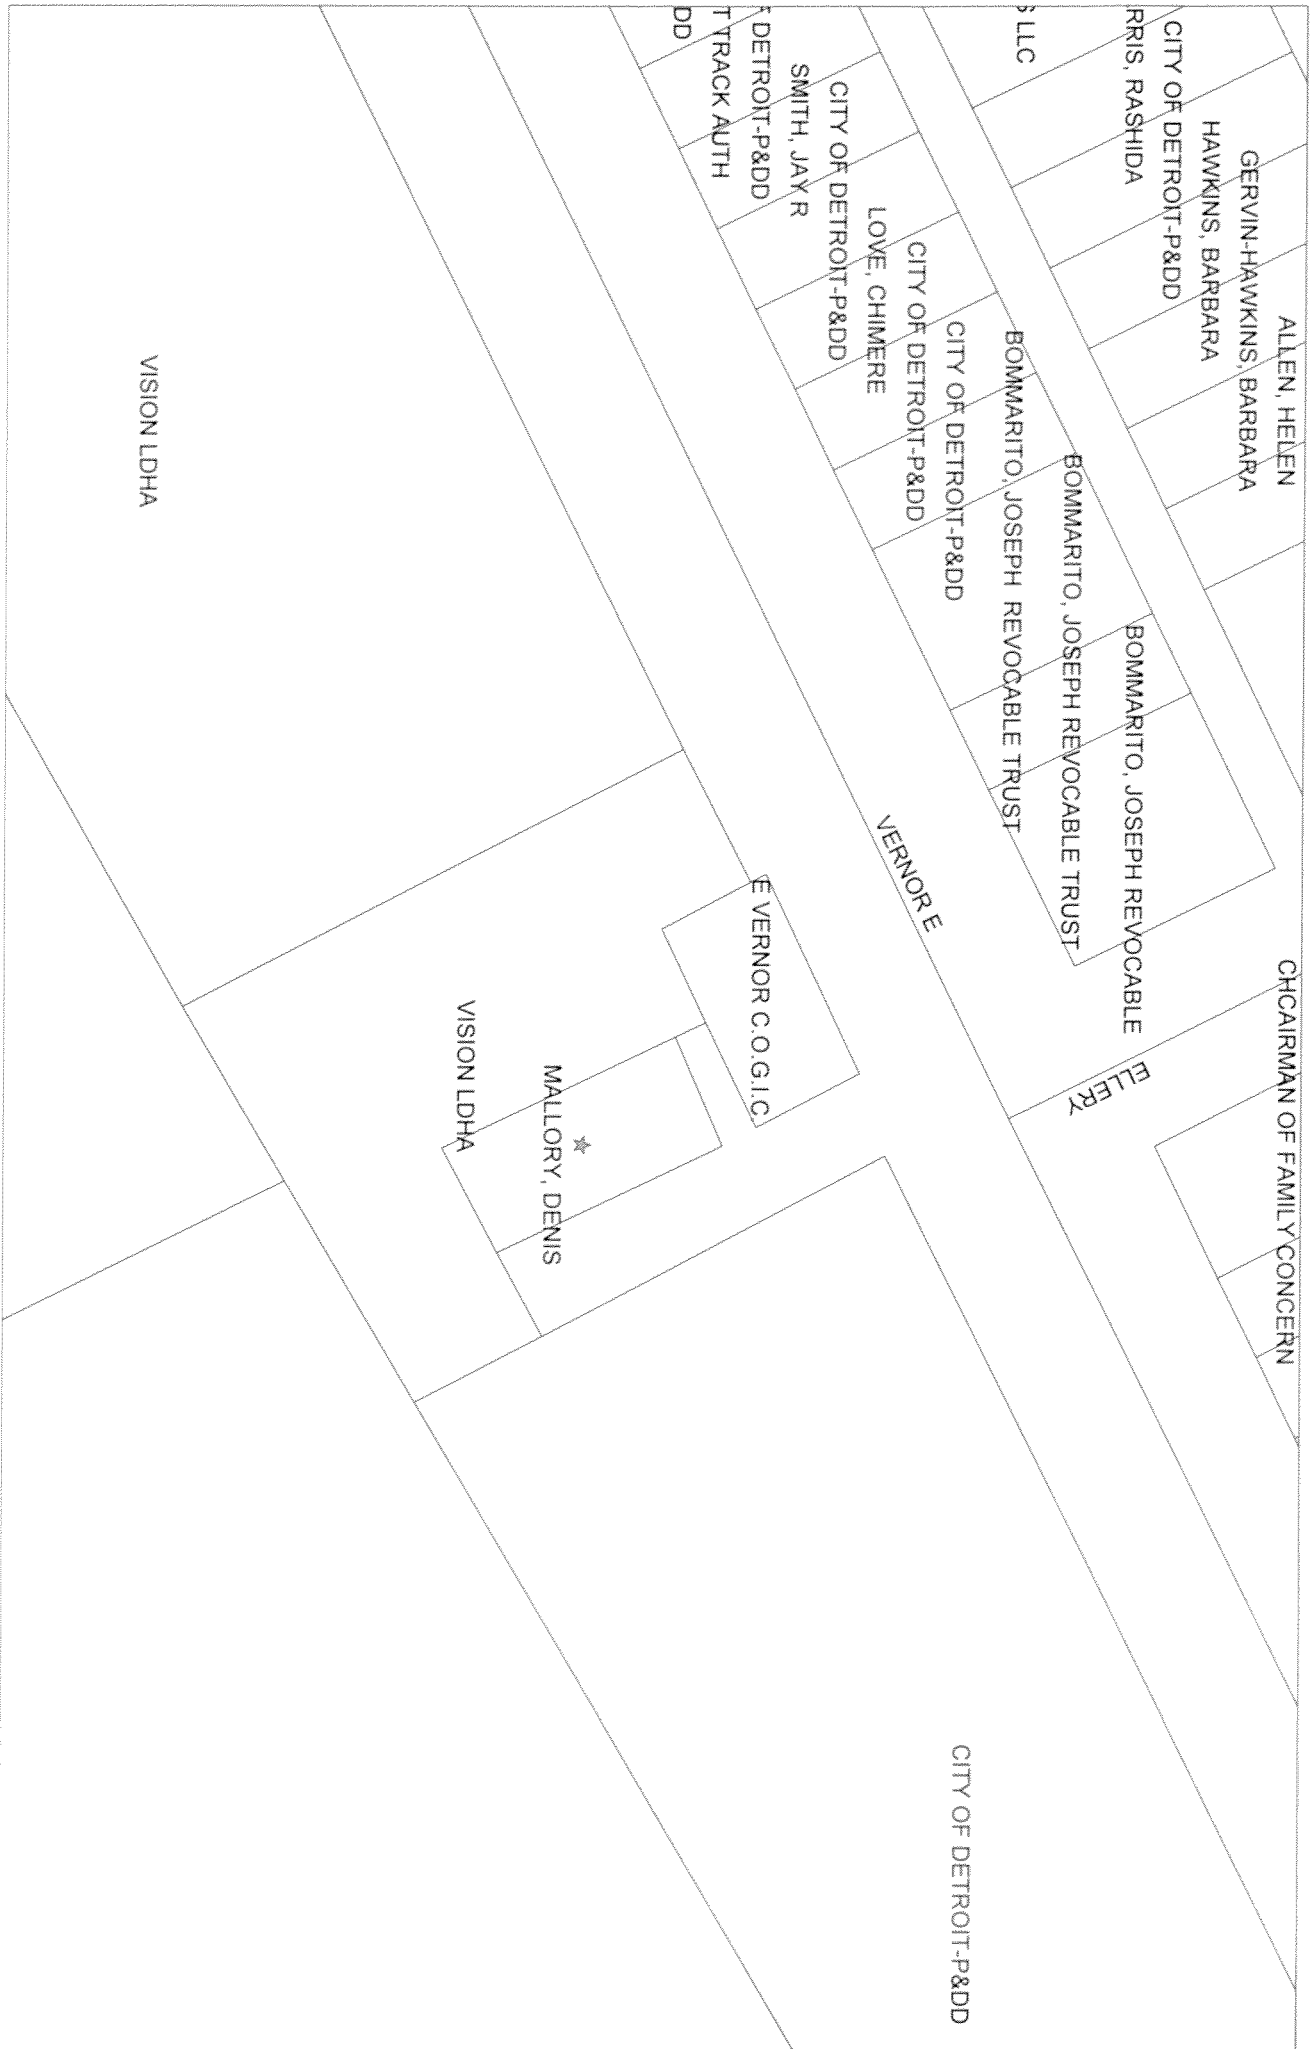 ALLEN, HELEN
GERVIN-HAWKINS, BARBARA
HAWKINS, BARBARA
CITY OF DETROIT-P&DD
RRIS, RASHIDA
S LLC
CHCAIRMAN OF FAMILY CONCERN
BOMMARITO, JOSEPH REVOCABLE
ELLERY
BOMMARITO, JOSEPH REVOCABLE TRUST
BOMMARITO, JOSEPH REVOCABLE TRUST
CITY OF DETROIT-P&DD
CITY OF DETROIT-P&DD
CITY OF DETROIT-P&DD
LOVE, CHIMERE
VERNOR E
CITY OF DETROIT-P&DD
SMITH, JAY R
DETROIT-P&DD
T TRACK AUTH
DD
E VERNOR C.O.G.I.C.
MALLORY, DENIS
VISION LDHA
VISION LDHA